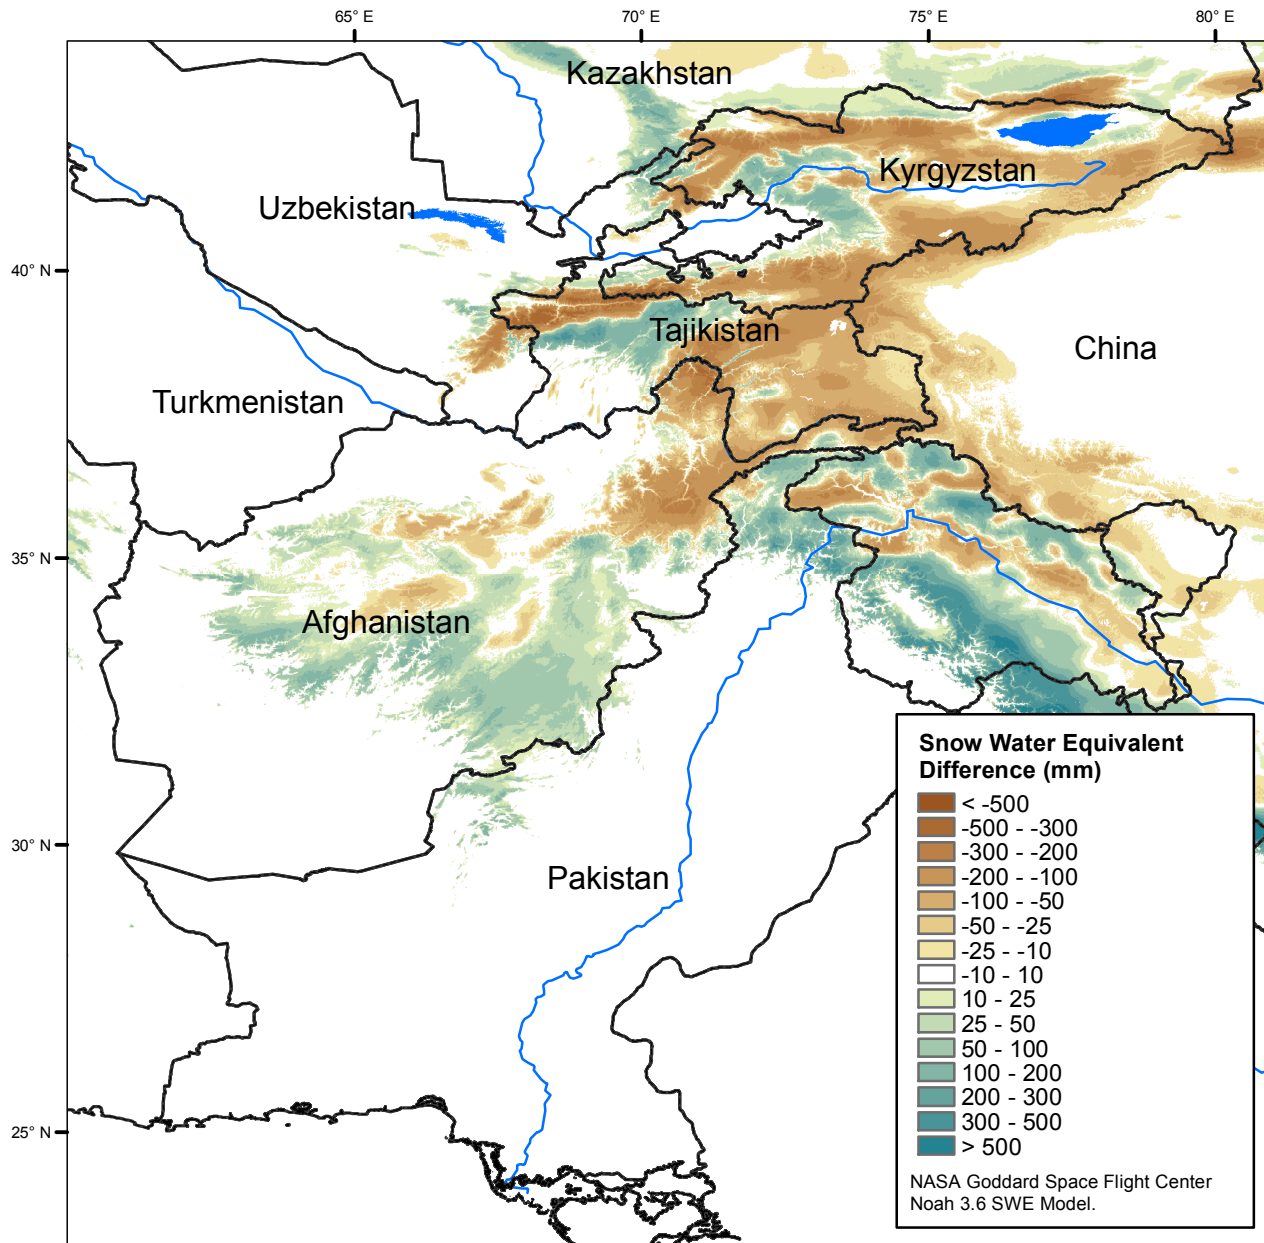 65° E
70° E
75° E
80° E
Kazakhstan
Kyrgyzstan
Uzbekistan
40° N
Tajikistan
China
Turkmenistan
35° N
Afghanistan
Snow Water Equivalent
Difference (mm)
< -500
-500 - -300
-300 - -200
-200 - -100
-100 - -50
-50 - -25
-25 - -10
-10 - 10
10 - 25
25 - 50
50 - 100
100 - 200
200 - 300
300 - 500
> 500
NASA Goddard Space Flight Center
Noah 3.6 SWE Model.
30° N
Pakistan
25° N